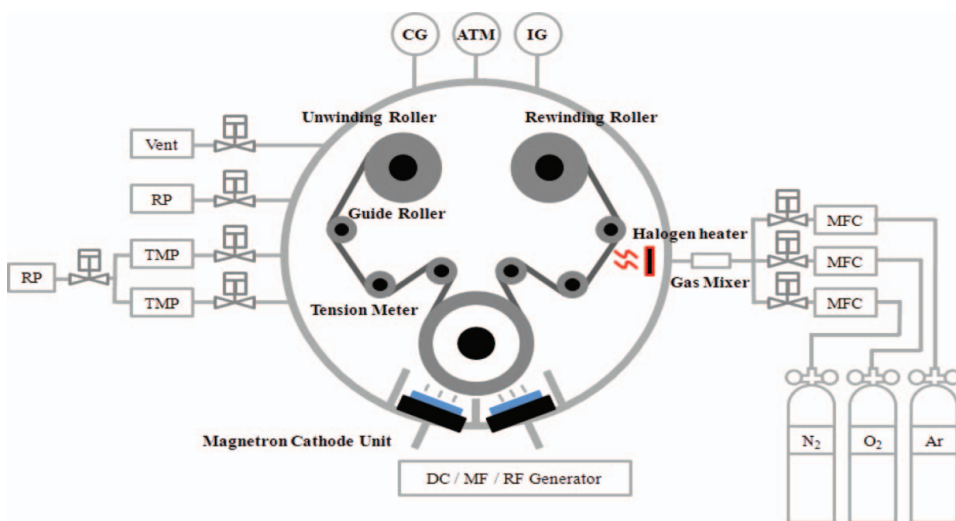 CG ATM IG
Unwinding Roller
Rewinding Roller
Vent
RP
Guide Roller
TMP
RP
TMP
Tension Meter
Halogen heater
Gas Mixer
MFC
MFC
MFC
Magnetron Cathode Unit
DC / MF / RF Generator
N₂
O₂
Ar